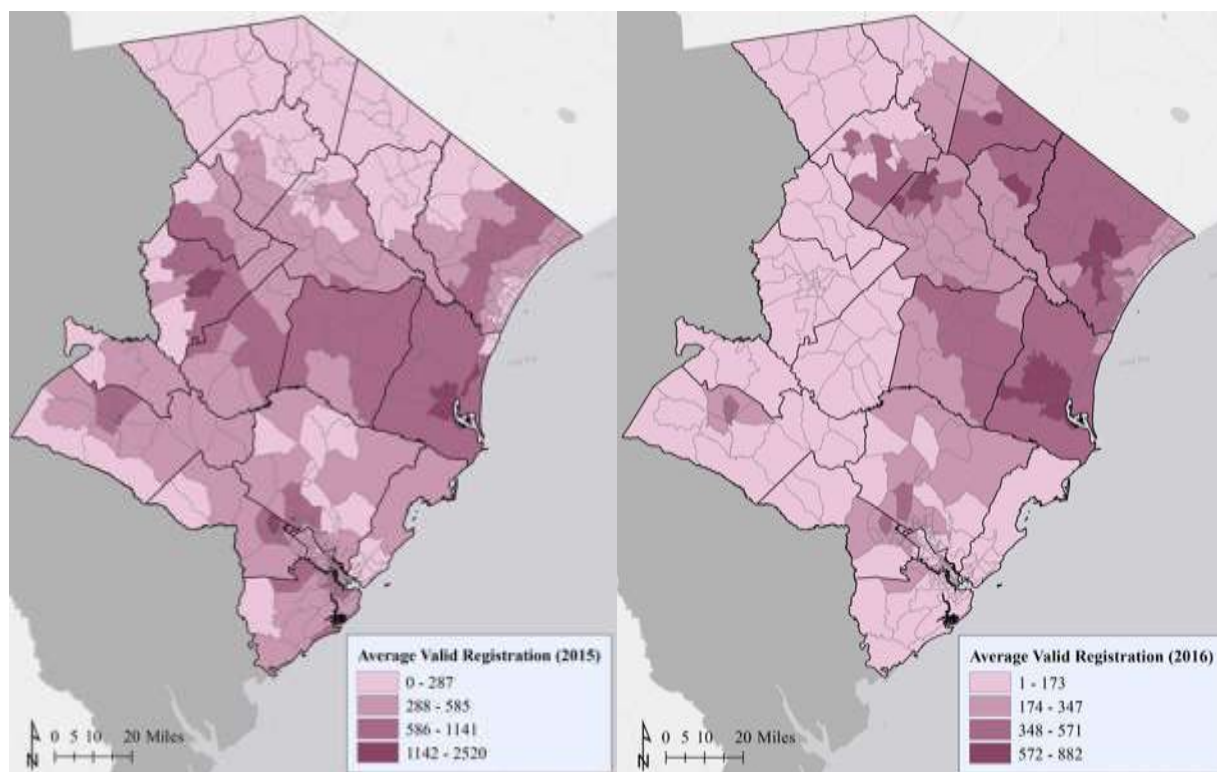 Average Valid Registration (2015)
0 - 287
288 - 585
586 - 1141
1142 - 2520
0 5 10 20 Miles
N
Average Valid Registration (2016)
1 - 173
174 - 347
348 - 571
572 - 882
0 5 10 20 Miles
N